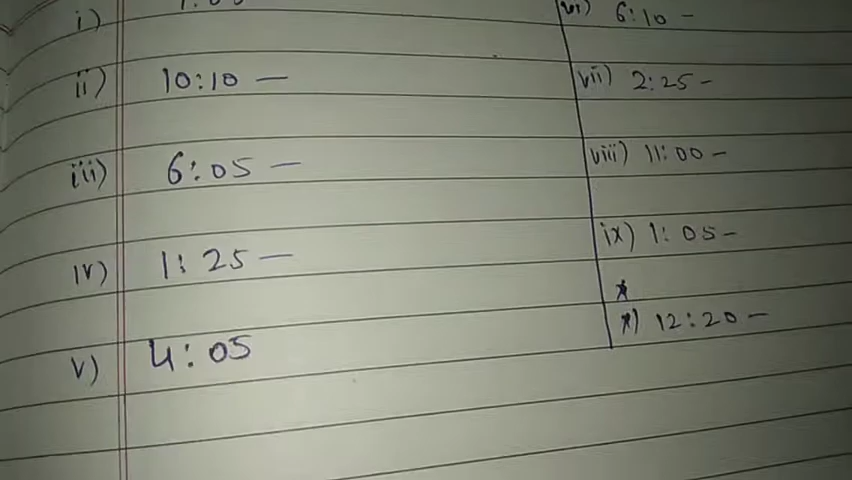 i)
ii) 10:10 —
iii) 6:05 —
iv) 1:25 —
v) 4:05
vi) 6:10 —
vii) 2:25 —
viii) 11:00 —
ix) 1:05 —
x) 12:20 —